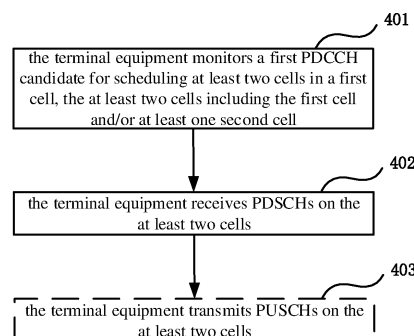 401
the terminal equipment monitors a first PDCCH
candidate for scheduling at least two cells in a first
cell, the at least two cells including the first cell
and/or at least one second cell
402
the terminal equipment receives PDSCHs on the
at least two cells
403
the terminal equipment transmits PUSCHs on the
at least two cells